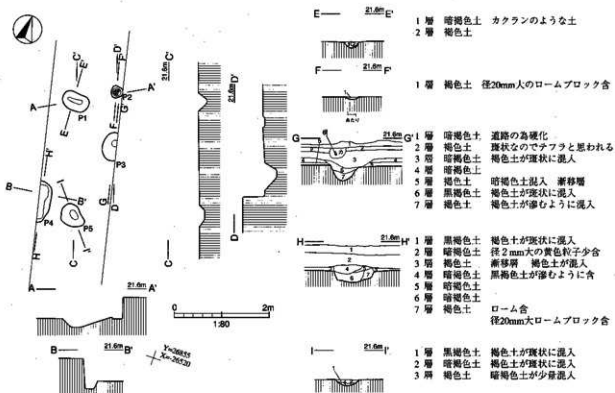 E 21.6m E'
1 層 暗褐色土 カクランのような土
2 層 褐色土
F F'
1 層 褐色土 径20mm大のロームブロック含
あたり
G 21.6m G'
1 層 暗褐色土 道路の為硬化
2 層 褐色土 斑状なのでテフラと思われる
3 層 暗褐色土 褐色土が斑状に混入
4 層 暗褐色土
5 層 褐色土 暗褐色土混入 漸移層
6 層 黒褐色土 褐色土が斑状に混入
7 層 褐色土 褐色土が滲むように混入
H 21.6m H'
1 層 黒褐色土 褐色土が斑状に混入
2 層 暗褐色土 径2mm大の黄色粒子少含
3 層 褐色土 漸移層 褐色土が混入
4 層 暗褐色土 黒褐色土が滲むように含
5 層 暗褐色土
6 層 暗褐色土
7 層 褐色土 ローム含
径20mm大ロームブロック含
I 21.6m I'
1 層 黒褐色土 褐色土が斑状に混入
2 層 暗褐色土 褐色土が斑状に混入
3 層 褐色土 暗褐色土が少量混入
C' E' D' F'
A P1 P2 A'
E F G
P3
H' I
B B' G' D
P4 P5
H C I'
21.6m C'
21.6m D'
C
D
A 21.6m A'
0 2m
1:80
B 21.6m B'
Y=26855
X=-26520